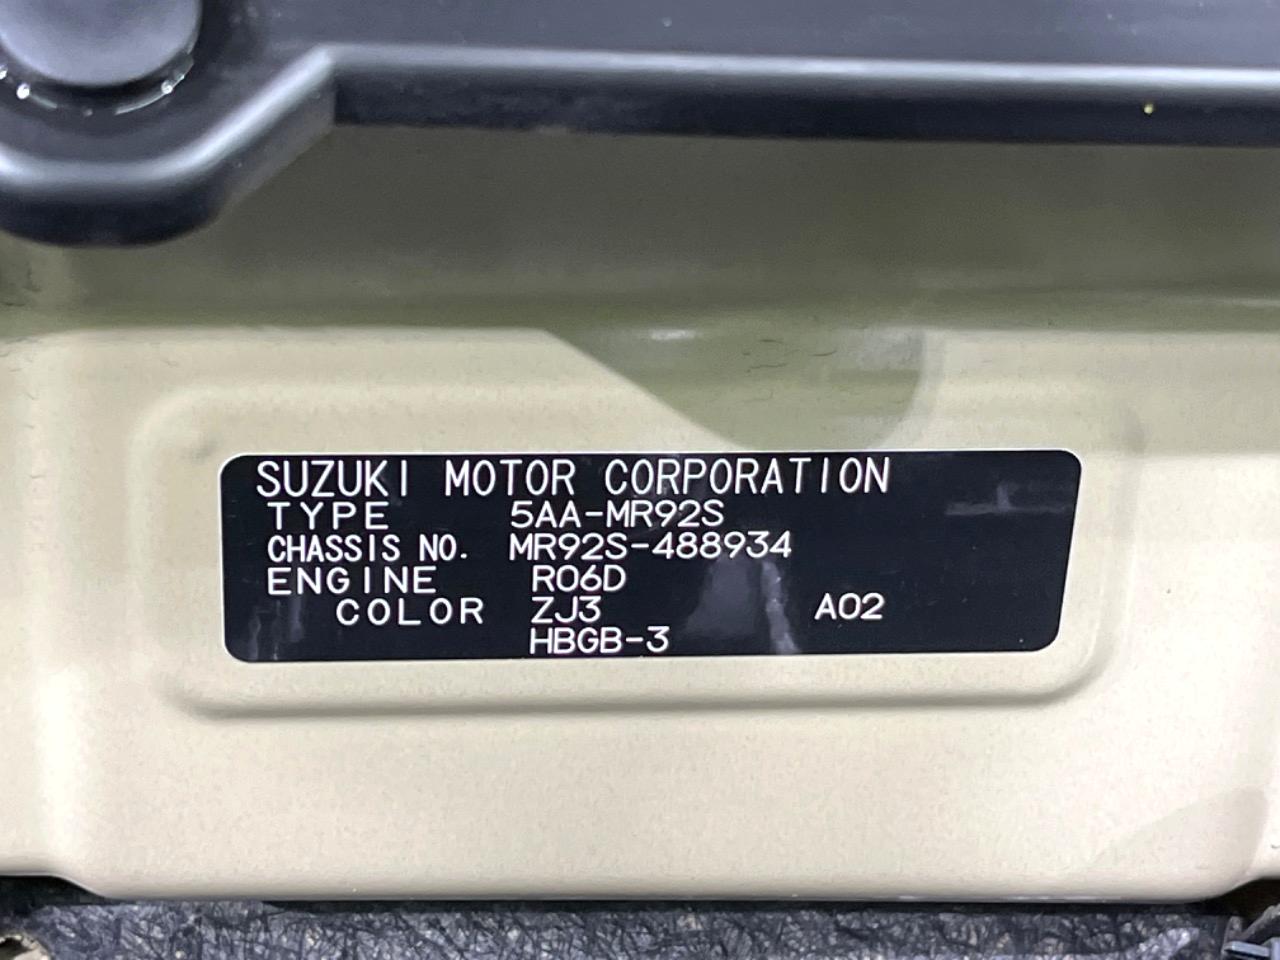 SUZUKI MOTOR CORPORATION
TYPE 5AA-MR92S
CHASSIS NO. MR92S-488934
ENGINE R06D
COLOR ZJ3 A02
HBGB-3